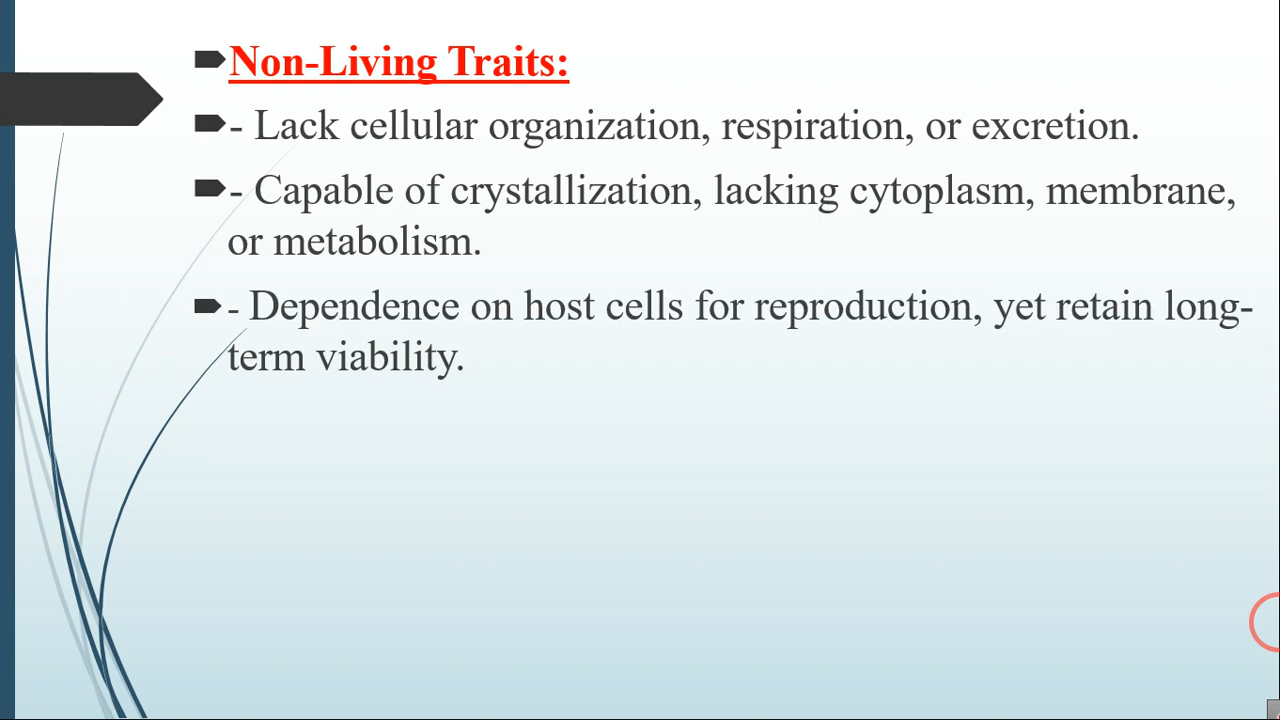 Non-Living Traits:
- Lack cellular organization, respiration, or excretion.
- Capable of crystallization, lacking cytoplasm, membrane,
or metabolism.
- Dependence on host cells for reproduction, yet retain long-
term viability.